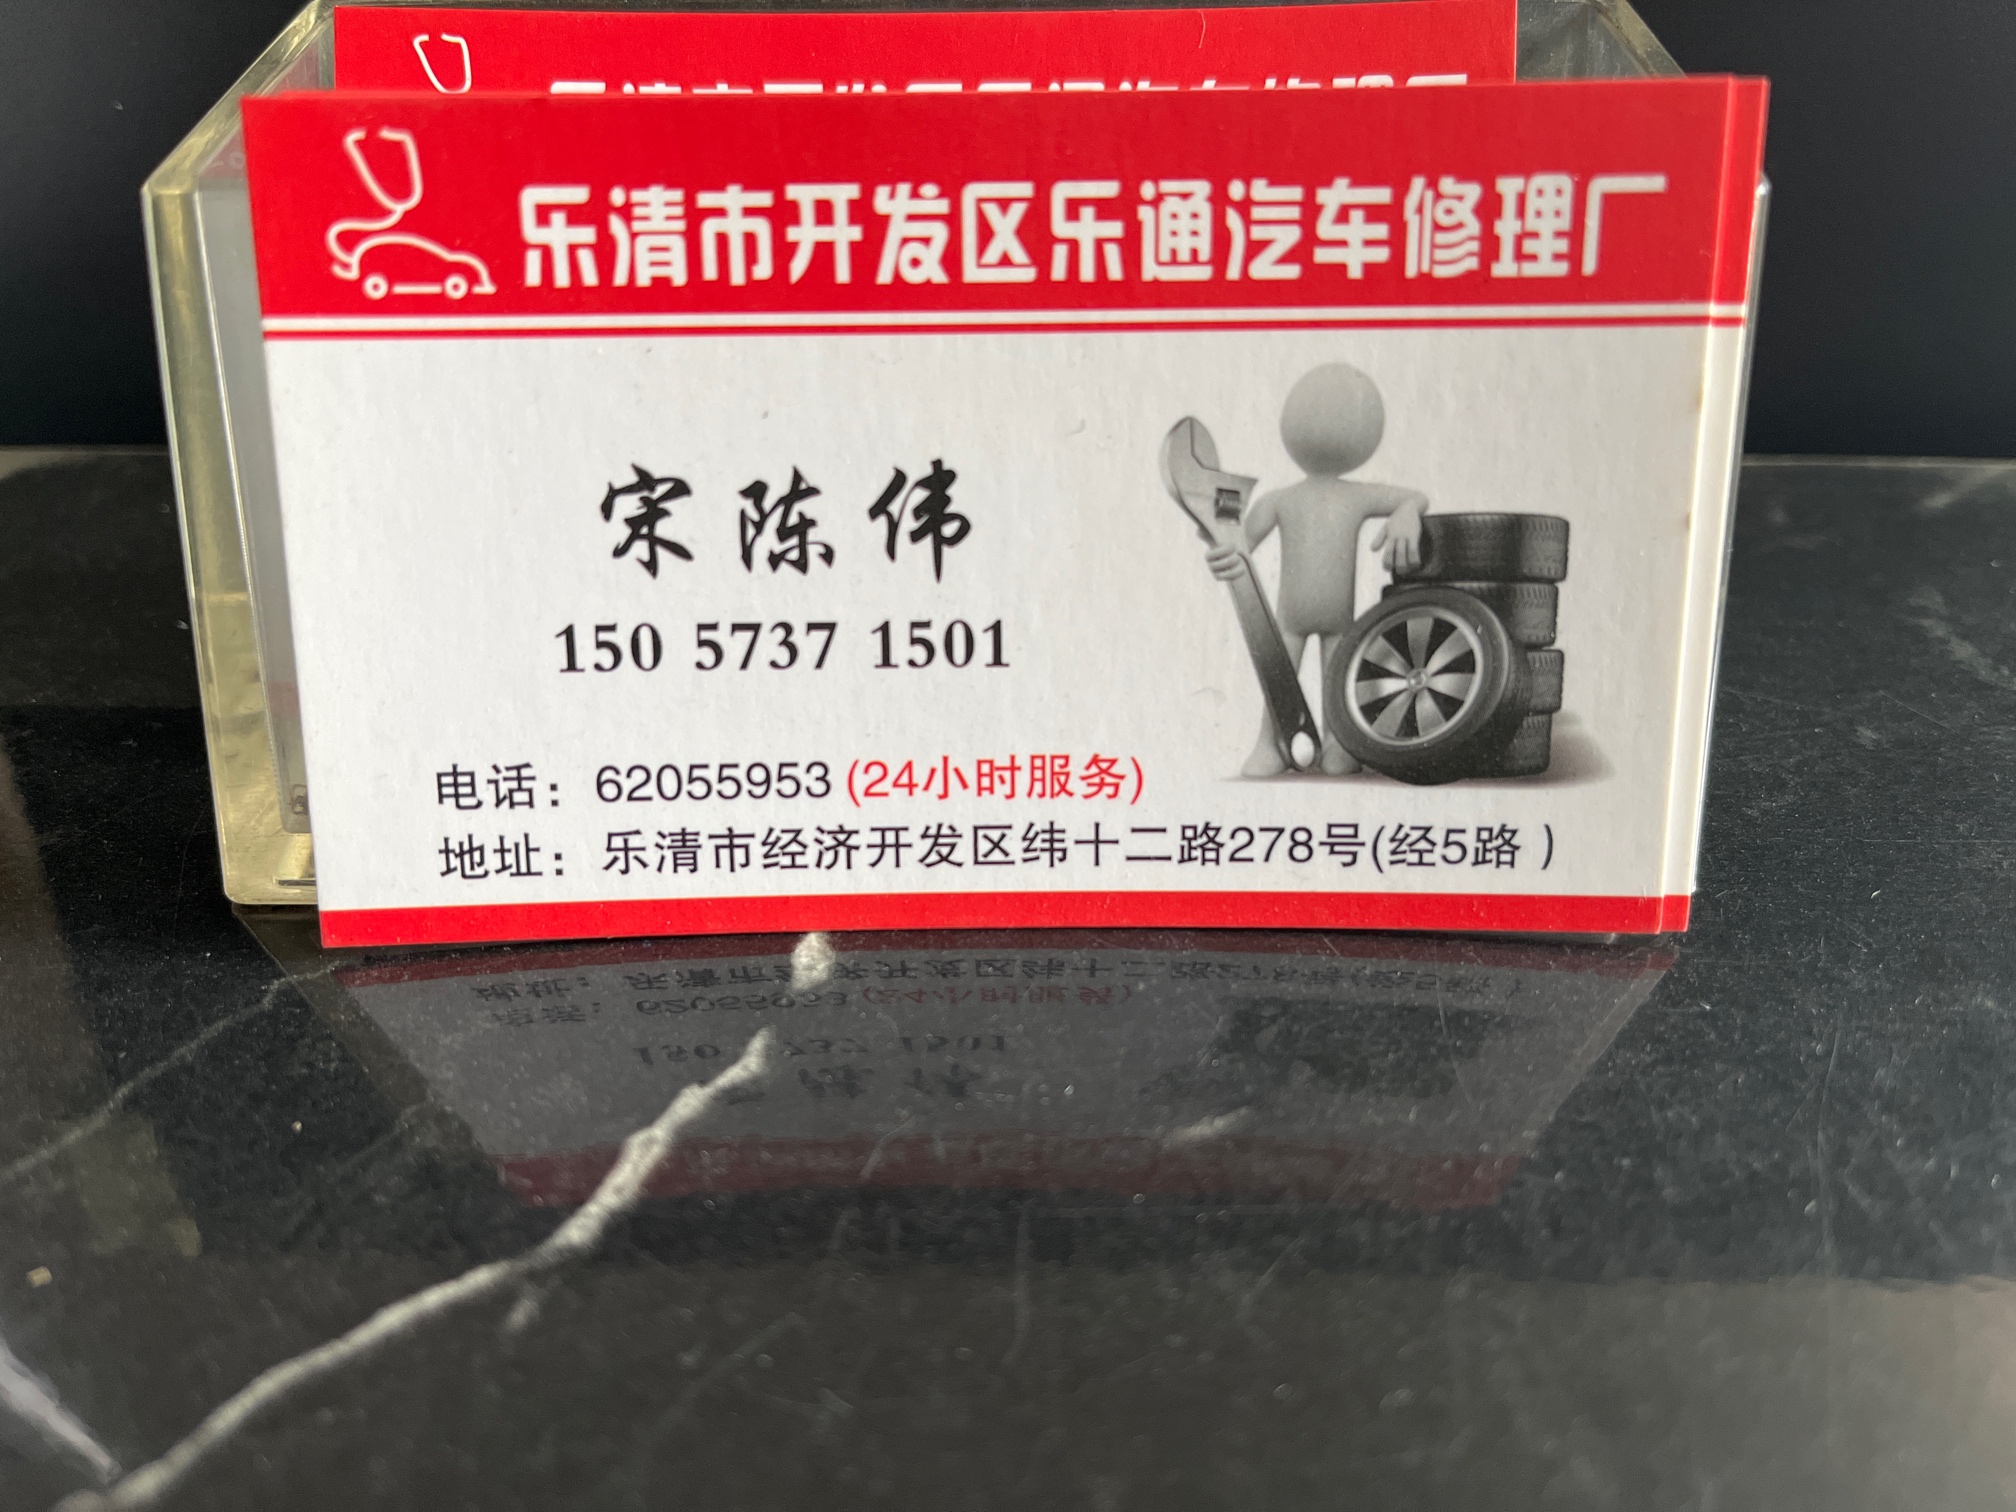 乐清市开发区乐通汽车修理厂
宋陈伟
150 5737 1501
电话：62055953 (24小时服务)
地址：乐清市经济开发区纬十二路278号(经5路 )